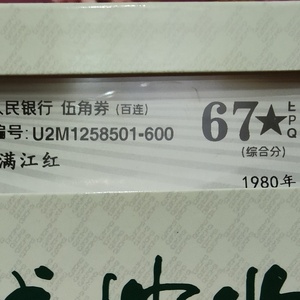 人民银行 伍角券 (百连)
编号: U2M1258501-600
满江红
67★ EPQ
(综合分)
1980年